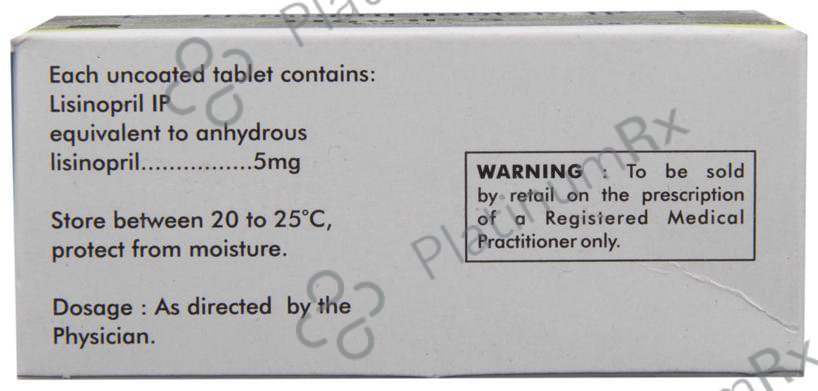 Each uncoated tablet contains:
Lisinopril IP
equivalent to anhydrous
lisinopril................5mg
Store between 20 to 25°C,
protect from moisture.
Dosage : As directed by the
Physician.
WARNING : To be sold
by retail on the prescription
of a Registered Medical
Practitioner only.
PlatinumRx